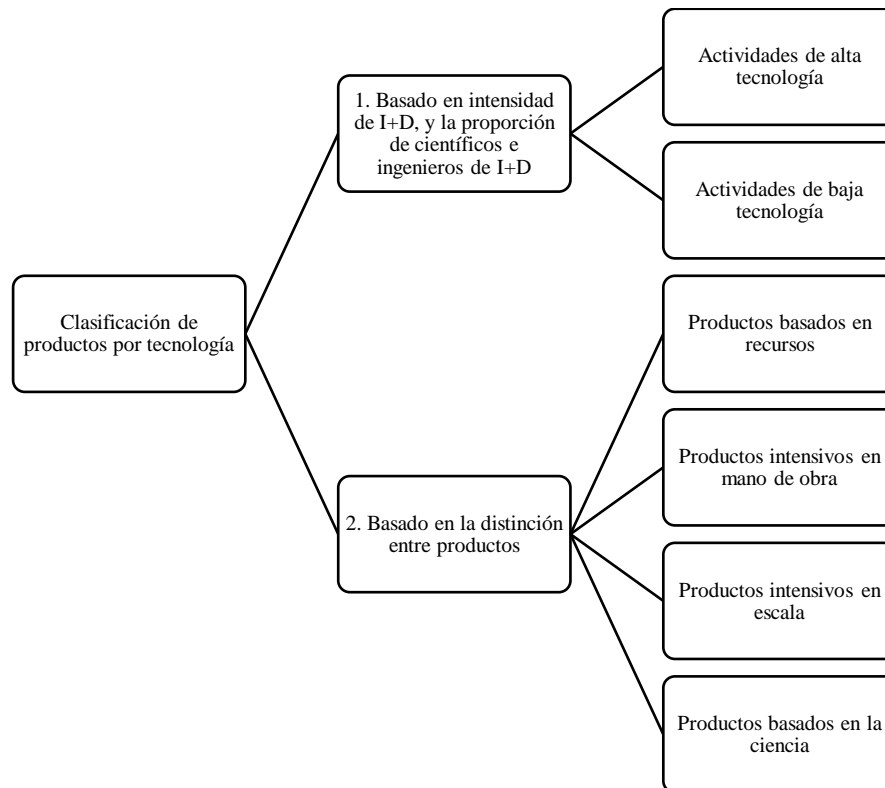 Clasificación de
productos por tecnología
1. Basado en intensidad
de I+D, y la proporción
de científicos e
ingenieros de I+D
Actividades de alta
tecnología
Actividades de baja
tecnología
2. Basado en la distinción
entre productos
Productos basados en
recursos
Productos intensivos en
mano de obra
Productos intensivos en
escala
Productos basados en la
ciencia